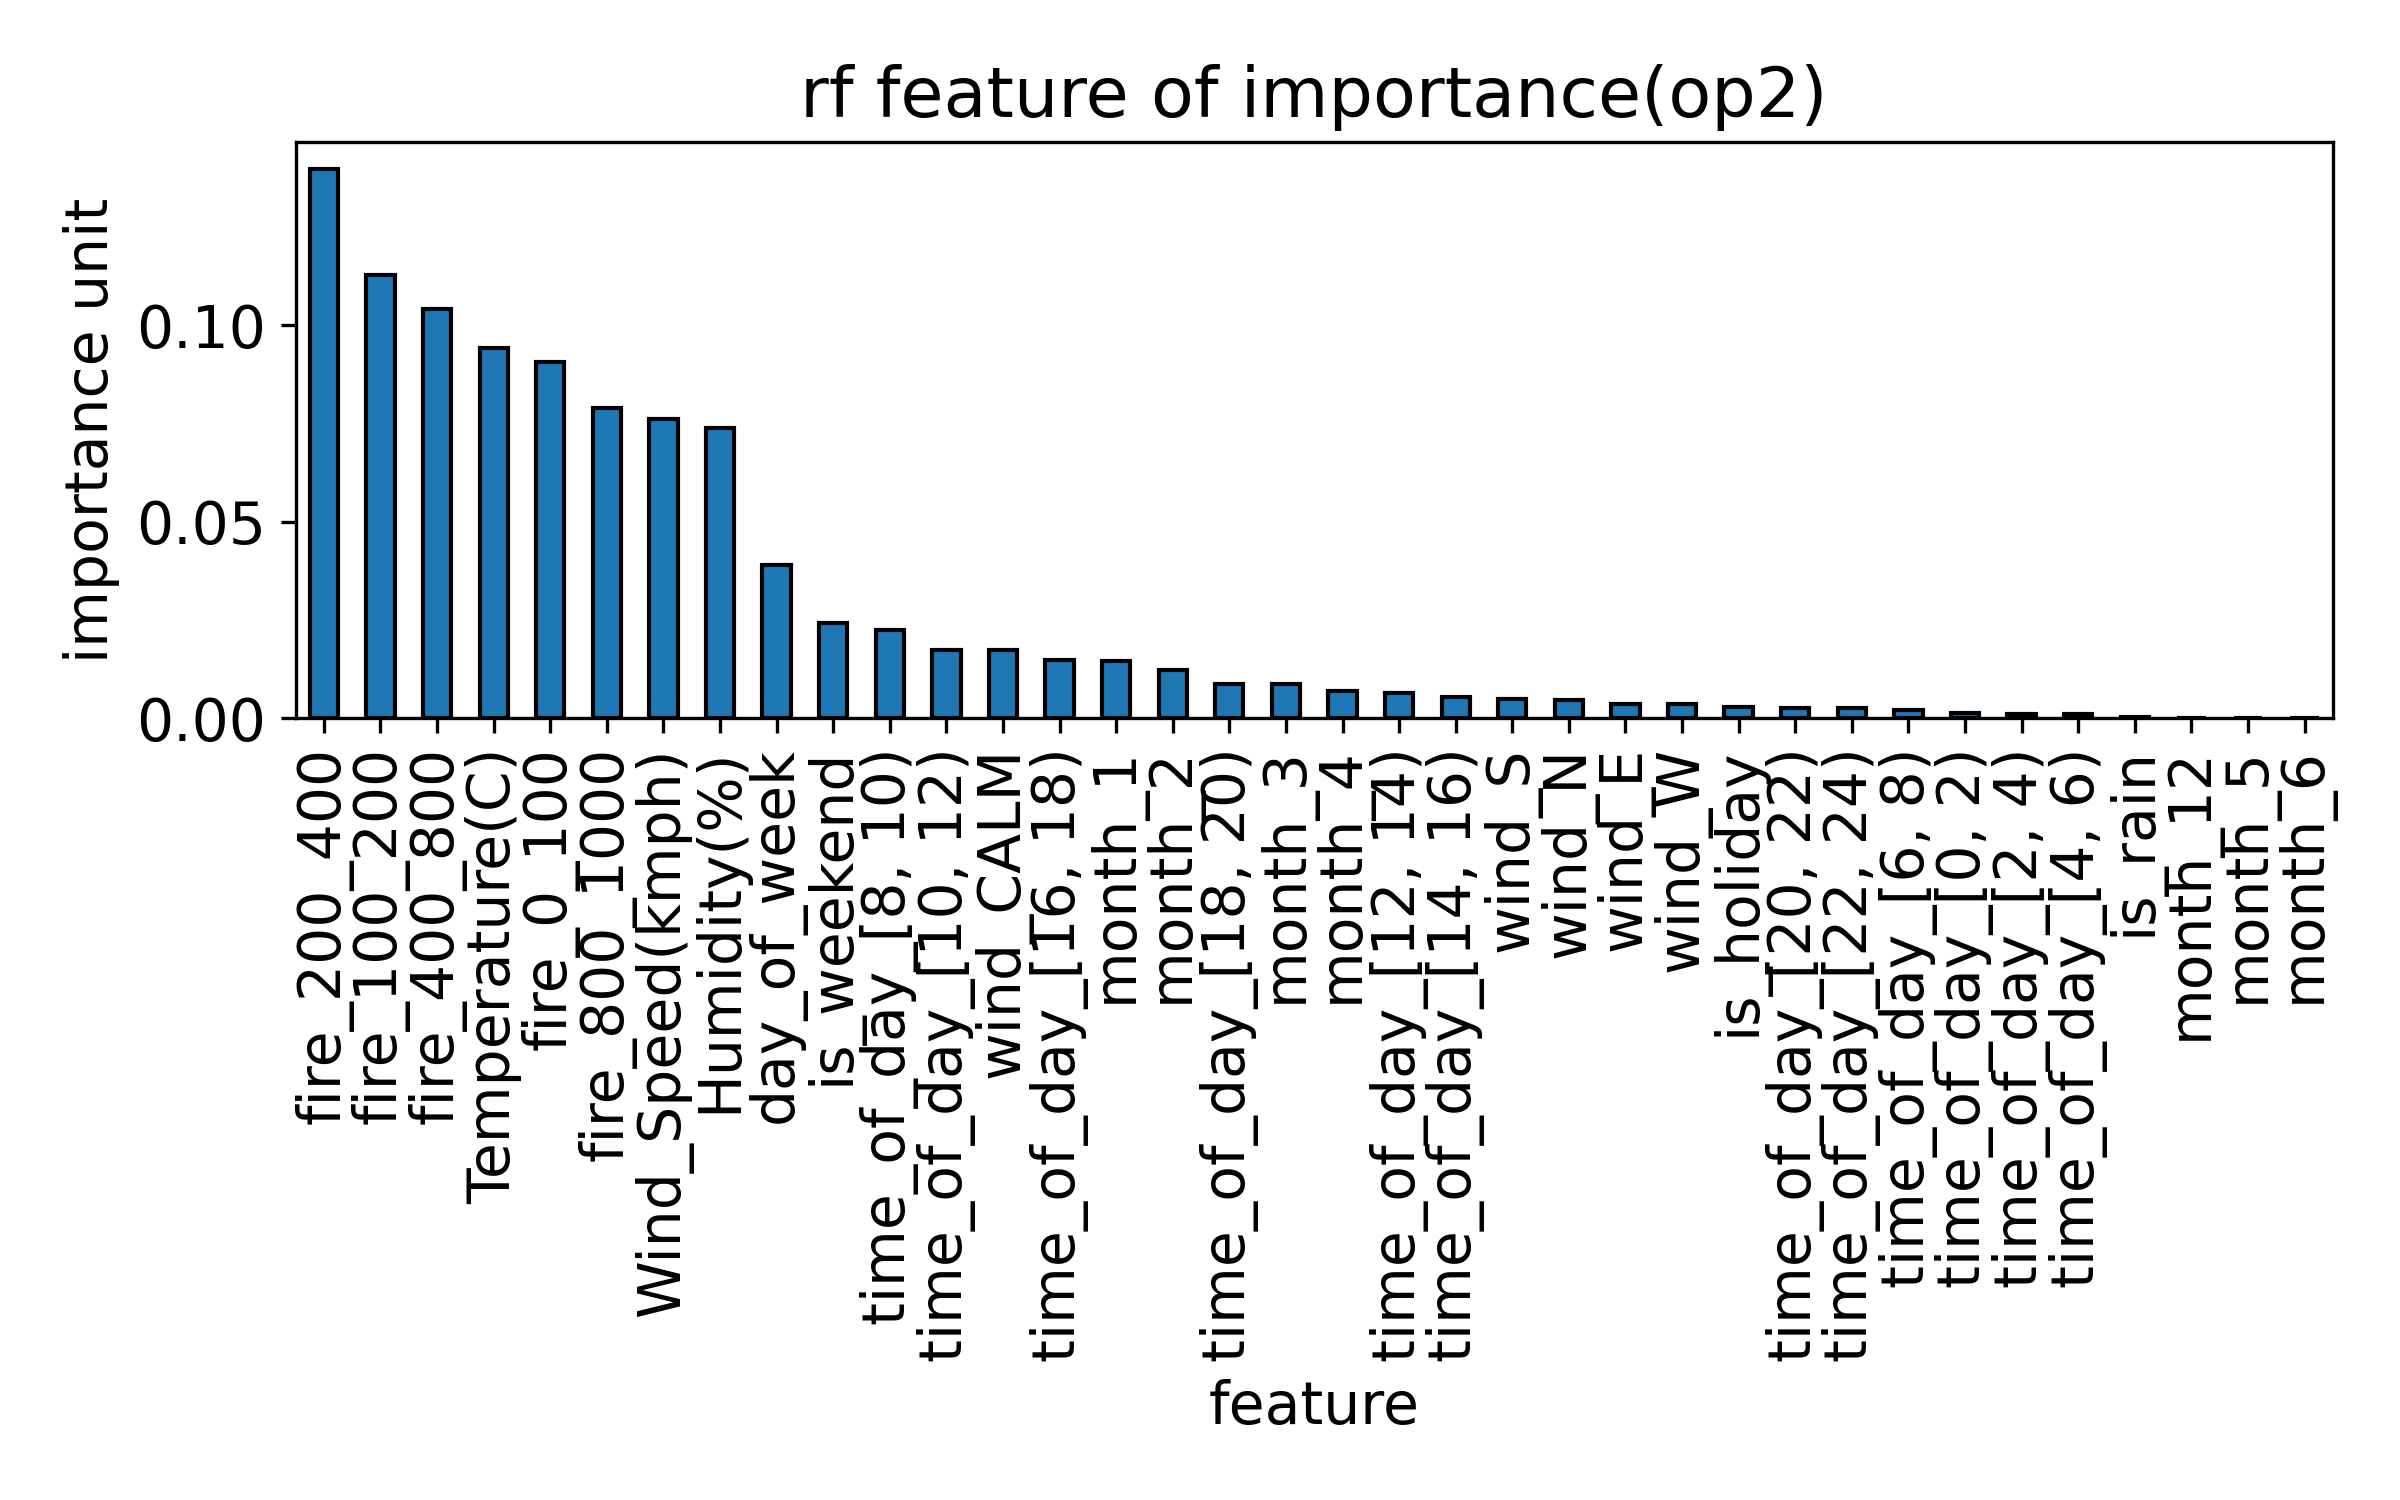 rf feature of importance(op2)
importance unit
0.10
0.05
0.00
fire_200_400
fire_100_200
fire_400_800
Temperature(C)
fire_0_100
fire_800_1000
Wind_Speed(kmph)
Humidity(%)
day_of_week
is_weekend
time_of_day_[8, 10)
time_of_day_[10, 12)
wind_CALM
time_of_day_[16, 18)
month_1
month_2
time_of_day_[18, 20)
month_3
month_4
time_of_day_[12, 14)
time_of_day_[14, 16)
wind_S
wind_N
wind_E
wind_W
is_holiday
time_of_day_[20, 22)
time_of_day_[22, 24)
time_of_day_[6, 8)
time_of_day_[0, 2)
time_of_day_[2, 4)
time_of_day_[4, 6)
is_rain
month_12
month_5
month_6
feature